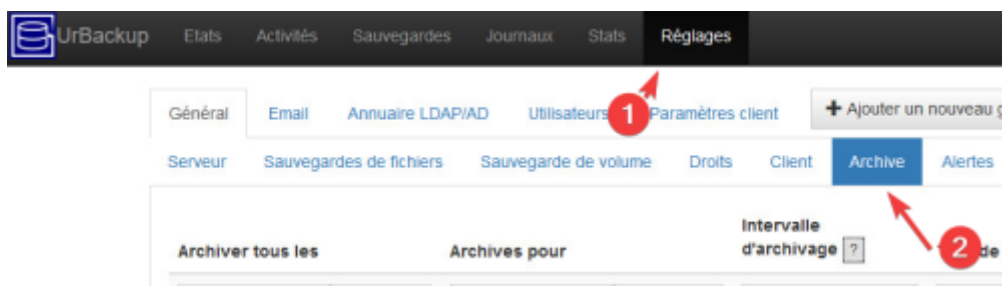 UrBackup Etats Activités Sauvegardes Journaux Stats Réglages
Général Email Annuaire LDAP/AD Utilisateurs 1 Paramètres client + Ajouter un nouveau
Serveur Sauvegardes de fichiers Sauvegarde de volume Droits Client Archive Alertes
Intervalle
Archiver tous les Archives pour d'archivage ? 2 de